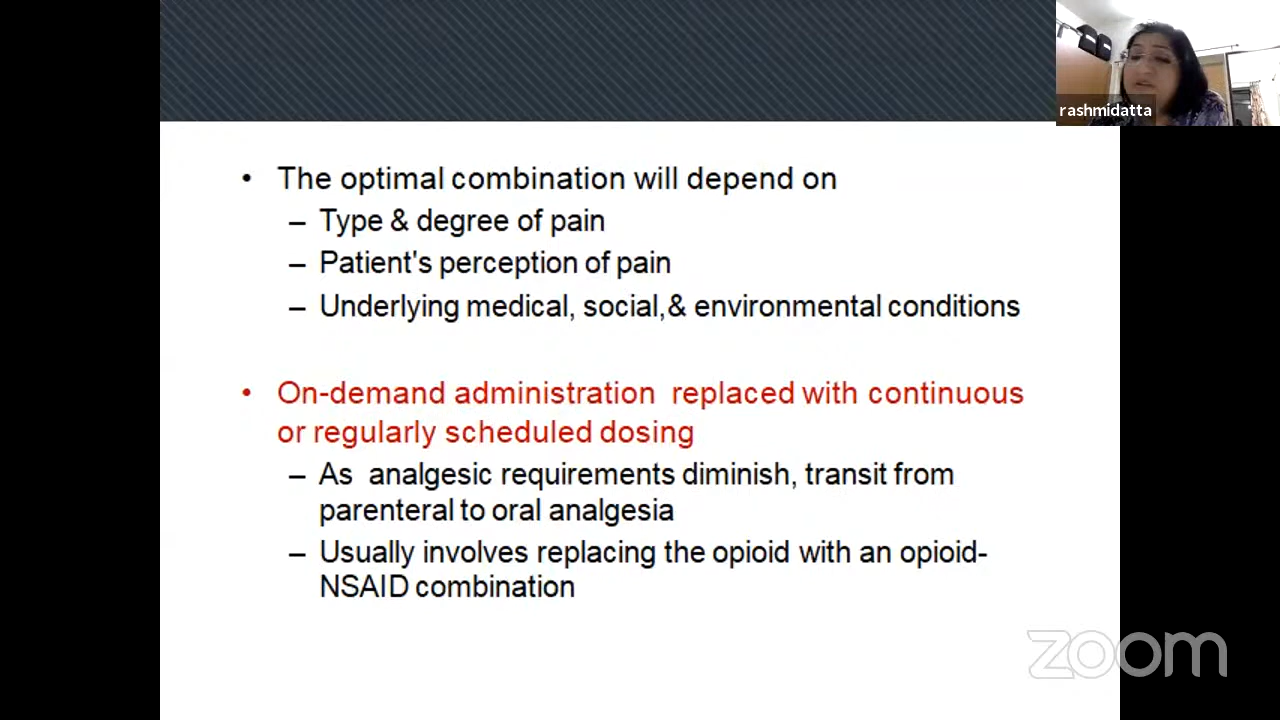 rashmidatta
• The optimal combination will depend on
– Type & degree of pain
– Patient's perception of pain
– Underlying medical, social,& environmental conditions
• On-demand administration replaced with continuous
or regularly scheduled dosing
– As analgesic requirements diminish, transit from
parenteral to oral analgesia
– Usually involves replacing the opioid with an opioid-
NSAID combination
zoom